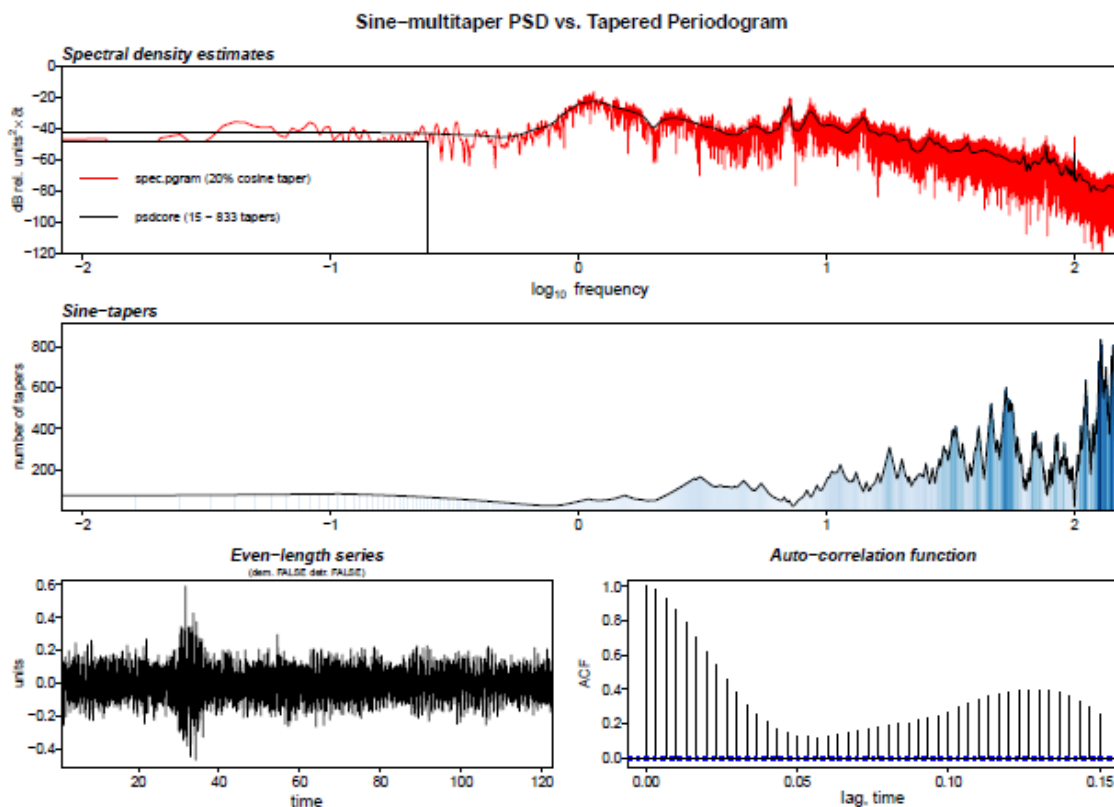 Sine−multitaper PSD vs. Tapered Periodogram
Spectral density estimates
0
−20
−40
−60
−80
−100
−120
dB rel. units² × δt
spec.pgram (20% cosine taper)
psdcore (15 − 833 tapers)
−2
−1
0
1
2
log₁₀ frequency
Sine−tapers
800
600
400
200
number of tapers
−2
−1
0
1
2
Even−length series
(dem. FALSE detr. FALSE)
0.6
0.4
0.2
0.0
−0.2
−0.4
units
20
40
60
80
100
120
time
Auto−correlation function
1.0
0.8
0.6
0.4
0.2
0.0
ACF
0.00
0.05
0.10
0.15
lag, time